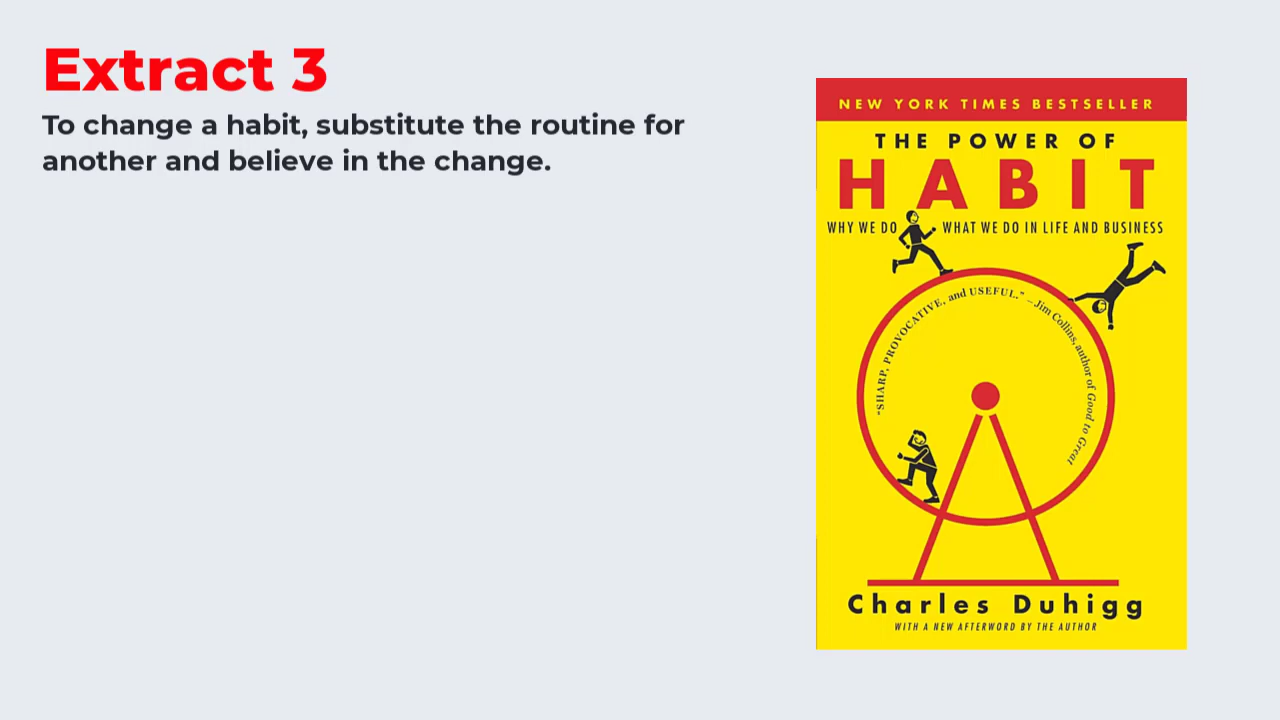 Extract 3
To change a habit, substitute the routine for
another and believe in the change.
NEW YORK TIMES BESTSELLER
THE POWER OF
HABIT
WHY WE DO WHAT WE DO IN LIFE AND BUSINESS
"SHARP, PROVOCATIVE, and USEFUL." —Jim Collins, author of Good to Great
Charles Duhigg
WITH A NEW AFTERWORD BY THE AUTHOR